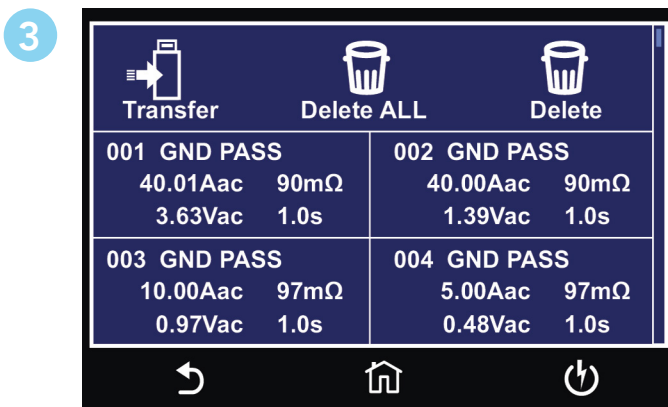 3
Transfer Delete ALL Delete
001 GND PASS
40.01Aac 90mΩ
3.63Vac 1.0s
002 GND PASS
40.00Aac 90mΩ
1.39Vac 1.0s
003 GND PASS
10.00Aac 97mΩ
0.97Vac 1.0s
004 GND PASS
5.00Aac 97mΩ
0.48Vac 1.0s